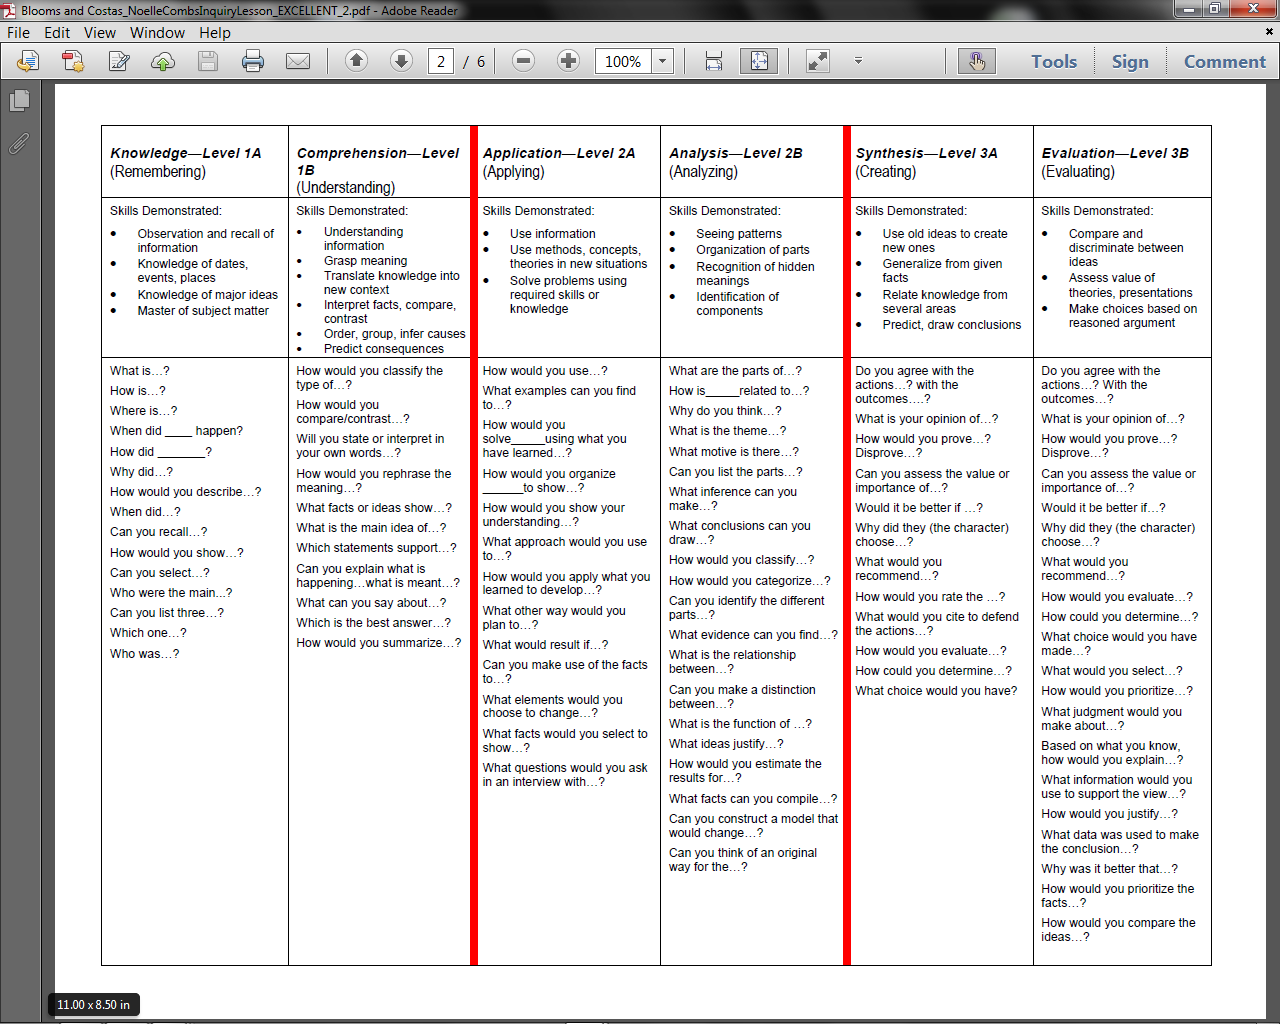 Blooms and Costas_NoelleCombsInquiryLesson_EXCELLENT_2.pdf - Adobe Reader
File Edit View Window Help
2 / 6 100% Tools Sign Comment
Knowledge—Level 1A
(Remembering)
Skills Demonstrated:
• Observation and recall of
information
• Knowledge of dates,
events, places
• Knowledge of major ideas
• Master of subject matter
What is…?
How is…?
Where is…?
When did ____ happen?
How did _______?
Why did…?
How would you describe…?
When did…?
Can you recall…?
How would you show…?
Can you select…?
Who were the main...?
Can you list three…?
Which one…?
Who was…?
Comprehension—Level
1B
(Understanding)
Skills Demonstrated:
• Understanding
information
• Grasp meaning
• Translate knowledge into
new context
• Interpret facts, compare,
contrast
• Order, group, infer causes
• Predict consequences
How would you classify the
type of…?
How would you
compare/contrast…?
Will you state or interpret in
your own words…?
How would you rephrase the
meaning…?
What facts or ideas show…?
What is the main idea of…?
Which statements support…?
Can you explain what is
happening…what is meant…?
What can you say about…?
Which is the best answer…?
How would you summarize…?
Application—Level 2A
(Applying)
Skills Demonstrated:
• Use information
• Use methods, concepts,
theories in new situations
• Solve problems using
required skills or
knowledge
How would you use…?
What examples can you find
to…?
How would you
solve_____using what you
have learned…?
How would you organize
______to show…?
How would you show your
understanding…?
What approach would you use
to…?
How would you apply what you
learned to develop…?
What other way would you
plan to…?
What would result if…?
Can you make use of the facts
to…?
What elements would you
choose to change…?
What facts would you select to
show…?
What questions would you ask
in an interview with…?
Analysis—Level 2B
(Analyzing)
Skills Demonstrated:
• Seeing patterns
• Organization of parts
• Recognition of hidden
meanings
• Identification of
components
What are the parts of…?
How is_____related to…?
Why do you think…?
What is the theme…?
What motive is there…?
Can you list the parts…?
What inference can you
make…?
What conclusions can you
draw…?
How would you classify…?
How would you categorize…?
Can you identify the different
parts…?
What evidence can you find…?
What is the relationship
between…?
Can you make a distinction
between…?
What is the function of …?
What ideas justify…?
How would you estimate the
results for…?
What facts can you compile…?
Can you construct a model that
would change…?
Can you think of an original
way for the…?
Synthesis—Level 3A
(Creating)
Skills Demonstrated:
• Use old ideas to create
new ones
• Generalize from given
facts
• Relate knowledge from
several areas
• Predict, draw conclusions
Do you agree with the
actions…? with the
outcomes….?
What is your opinion of…?
How would you prove…?
Disprove…?
Can you assess the value or
importance of…?
Would it be better if …?
Why did they (the character)
choose…?
What would you
recommend…?
How would you rate the …?
What would you cite to defend
the actions…?
How would you evaluate…?
How could you determine…?
What choice would you have?
Evaluation—Level 3B
(Evaluating)
Skills Demonstrated:
• Compare and
discriminate between
ideas
• Assess value of
theories, presentations
• Make choices based on
reasoned argument
Do you agree with the
actions…? With the
outcomes…?
What is your opinion of…?
How would you prove…?
Disprove…?
Can you assess the value or
importance of…?
Would it be better if…?
Why did they (the character)
choose…?
What would you
recommend…?
How would you evaluate…?
How could you determine…?
What choice would you have
made…?
What would you select…?
How would you prioritize…?
What judgment would you
make about…?
Based on what you know,
how would you explain…?
What information would you
use to support the view…?
How would you justify…?
What data was used to make
the conclusion…?
Why was it better that…?
How would you prioritize the
facts…?
How would you compare the
ideas…?
11.00 x 8.50 in